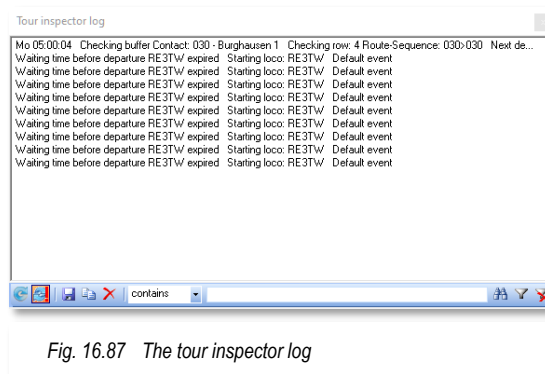 Tour inspector log
Mo 05:00:04 Checking buffer Contact: 030 - Burghausen 1 Checking row: 4 Route-Sequence: 030>030 Next de...
Waiting time before departure RE3TW expired Starting loco: RE3TW Default event
Waiting time before departure RE3TW expired Starting loco: RE3TW Default event
Waiting time before departure RE3TW expired Starting loco: RE3TW Default event
Waiting time before departure RE3TW expired Starting loco: RE3TW Default event
Waiting time before departure RE3TW expired Starting loco: RE3TW Default event
Waiting time before departure RE3TW expired Starting loco: RE3TW Default event
Waiting time before departure RE3TW expired Starting loco: RE3TW Default event
Waiting time before departure RE3TW expired Starting loco: RE3TW Default event
Waiting time before departure RE3TW expired Starting loco: RE3TW Default event
contains
Fig. 16.87 The tour inspector log